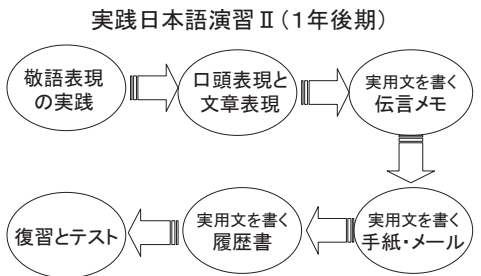 実践日本語演習Ⅱ(1年後期)
敬語表現
の実践
口頭表現と
文章表現
実用文を書く
伝言メモ
実用文を書く
手紙・メール
実用文を書く
履歴書
復習とテスト